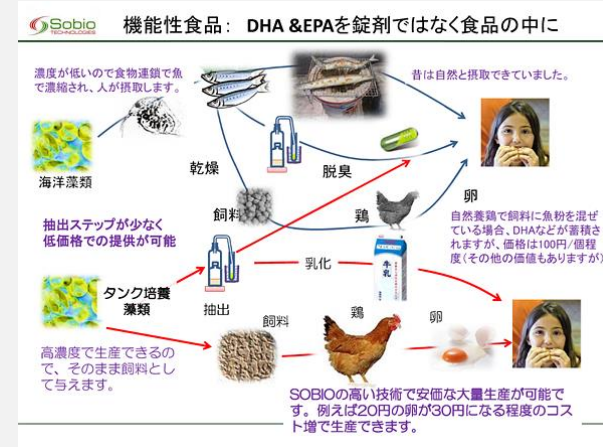 Sobio
TECHNOLOGIES
機能性食品： DHA &EPAを錠剤ではなく食品の中に
濃度が低いので食物連鎖で魚
で濃縮され、人が摂取します。
昔は自然と摂取できていました。
海洋藻類
乾燥
脱臭
飼料
鶏
卵
自然養鶏で飼料に魚粉を混ぜ
ている場合、DHAなどが蓄積さ
れますが、価格は100円/個程
度(その他の価値もありますが)
抽出ステップが少なく
低価格での提供が可能
乳化
牛乳
タンク培養
藻類
抽出
飼料
鶏
卵
高濃度で生産できるの
で、そのまま飼料とし
て与えます。
SOBIOの高い技術で安価な大量生産が可能で
す。例えば20円の卵が30円になる程度のコス
ト増で生産できます。